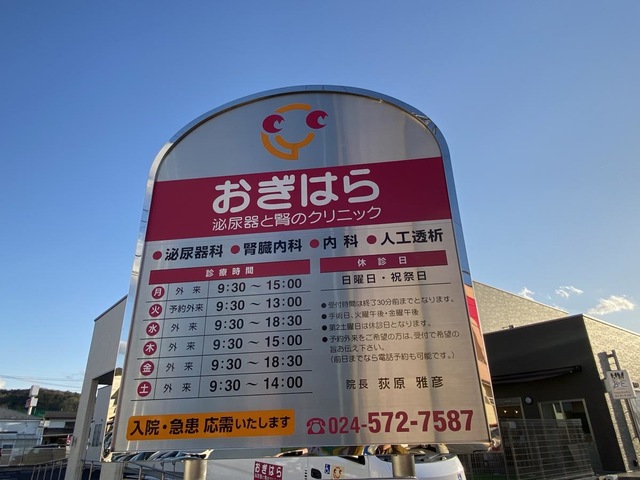 おぎはら
泌尿器と腎のクリニック
●泌尿器科 ●腎臓内科 ●内科 ●人工透析
診療時間
月 外来 9:30～15:00
火 予約外来 9:30～13:00
水 外来 9:30～18:30
木 外来 9:30～15:00
金 外来 9:30～18:30
土 外来 9:30～14:00
休診日
日曜日・祝祭日
●受付時間は終了30分前までとなります。
●手術日、火曜午後・金曜午後
●第2土曜日は休診日となります。
●予約外来をご希望の方は、受付で希望の
旨お伝え下さい。
(前日までなら電話予約も可能です。)
院長 荻原 雅彦
入院・急患 応需いたします
☎024-572-7587
おぎはら